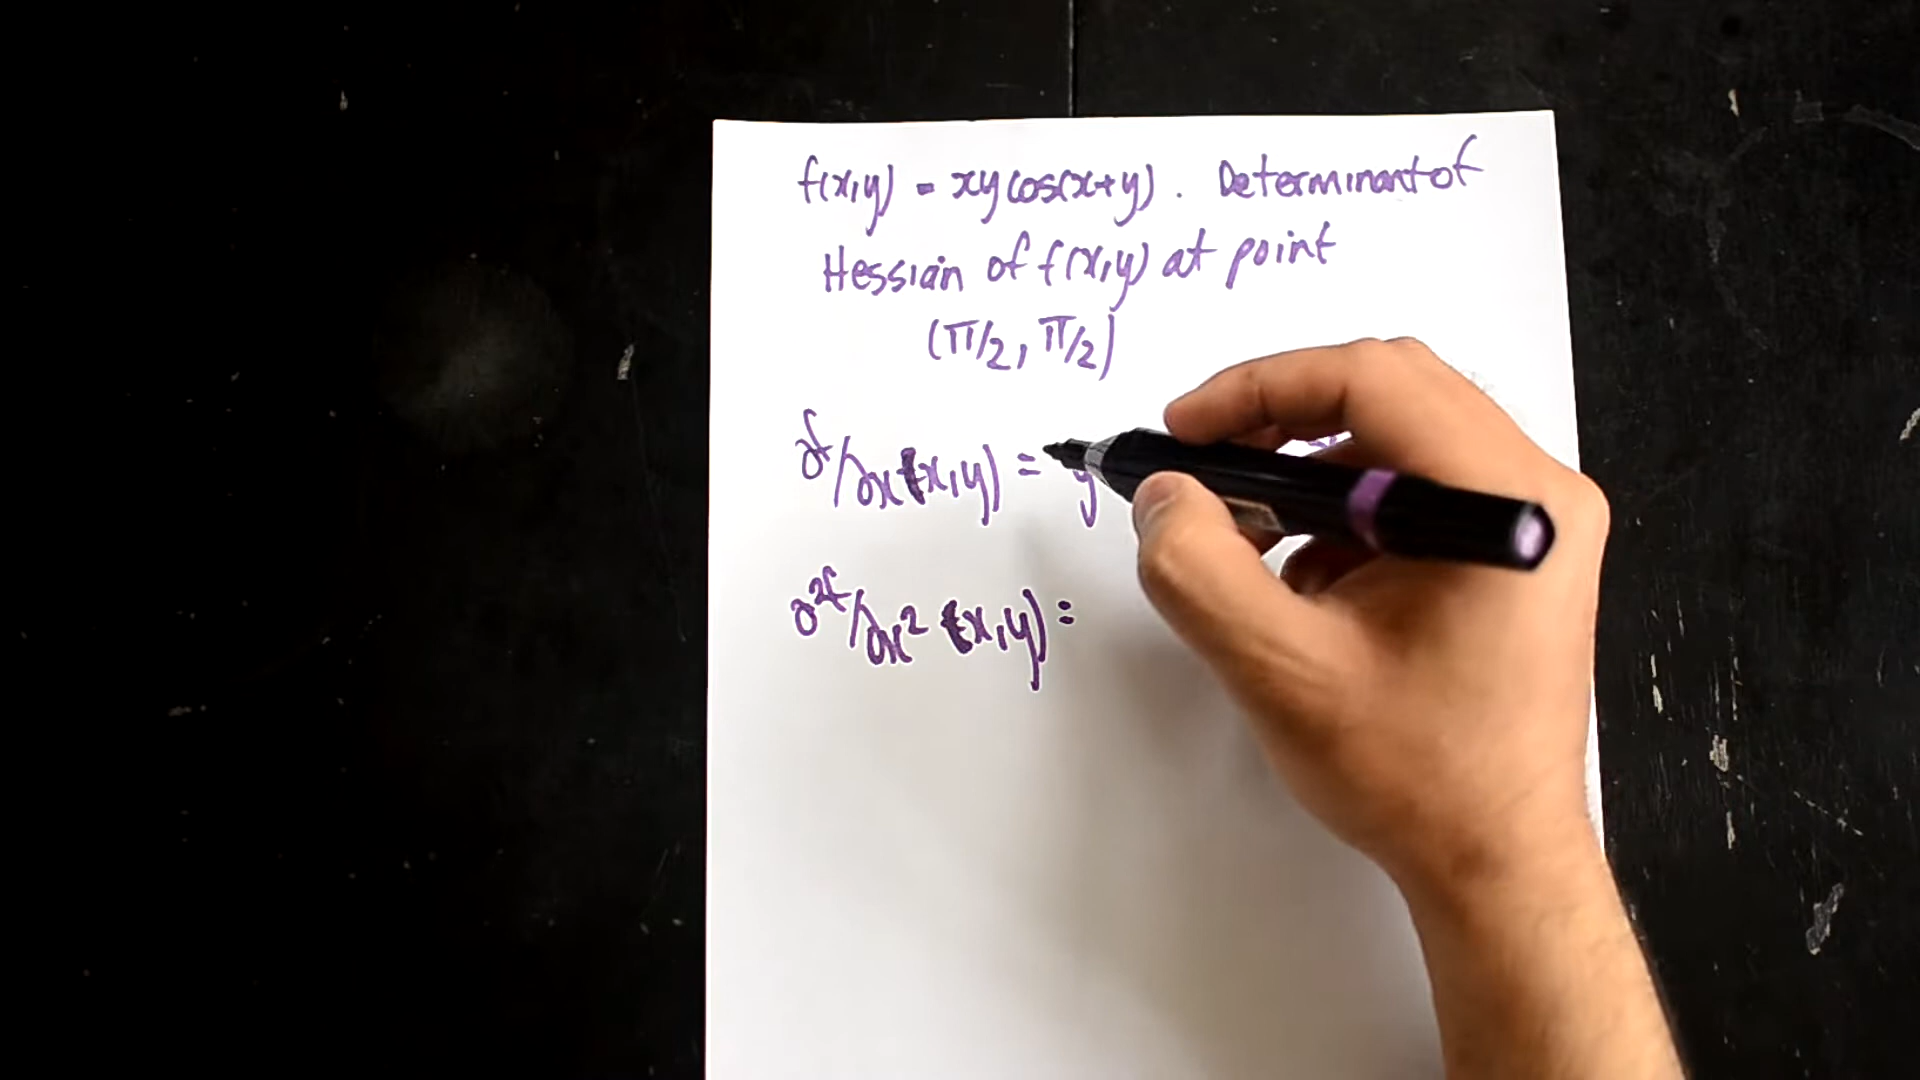 f(x,y) = xy cos(x+y). Determinant of
Hessian of f(x,y) at point
(π/2, π/2)
∂f/∂x (x,y) = y
∂²f/∂x² (x,y) =